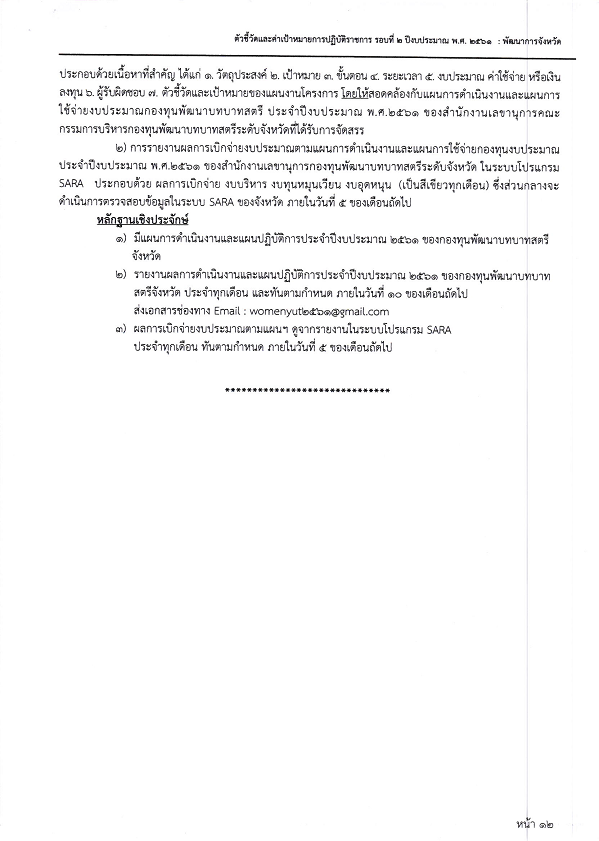 ตัวชี้วัดและค่าเป้าหมายการปฏิบัติราชการ รอบที่ ๒ ปีงบประมาณ พ.ศ. ๒๕๖๑ : พัฒนาการจังหวัด
ประกอบด้วยเนื้อหาที่สำคัญ ได้แก่ ๑. วัตถุประสงค์ ๒. เป้าหมาย ๓. ขั้นตอน ๔. ระยะเวลา ๕. งบประมาณ ค่าใช้จ่าย หรือเงิน
ลงทุน ๖. ผู้รับผิดชอบ ๗. ตัวชี้วัดและเป้าหมายของแผนงานโครงการ โดยให้สอดคล้องกับแผนการดำเนินงานและแผนการ
ใช้จ่ายงบประมาณกองทุนพัฒนาบทบาทสตรี ประจำปีงบประมาณ พ.ศ.๒๕๖๑ ของสำนักงานเลขานุการคณะ
กรรมการบริหารกองทุนพัฒนาบทบาทสตรีระดับจังหวัดที่ได้รับการจัดสรร
๒) การรายงานผลการเบิกจ่ายงบประมาณตามแผนการดำเนินงานและแผนการใช้จ่ายกองทุนงบประมาณ
ประจำปีงบประมาณ พ.ศ.๒๕๖๑ ของสำนักงานเลขานุการกองทุนพัฒนาบทบาทสตรีระดับจังหวัด ในระบบโปรแกรม
SARA ประกอบด้วย ผลการเบิกจ่าย งบบริหาร งบทุนหมุนเวียน งบอุดหนุน (เป็นสีเขียวทุกเดือน) ซึ่งส่วนกลางจะ
ดำเนินการตรวจสอบข้อมูลในระบบ SARA ของจังหวัด ภายในวันที่ ๕ ของเดือนถัดไป
หลักฐานเชิงประจักษ์
๑) มีแผนการดำเนินงานและแผนปฏิบัติการประจำปีงบประมาณ ๒๕๖๑ ของกองทุนพัฒนาบทบาทสตรี
จังหวัด
๒) รายงานผลการดำเนินงานและแผนปฏิบัติการประจำปีงบประมาณ ๒๕๖๑ ของกองทุนพัฒนาบทบาท
สตรีจังหวัด ประจำทุกเดือน และทันตามกำหนด ภายในวันที่ ๑๐ ของเดือนถัดไป
ส่งเอกสารช่องทาง Email : womenyut๒๕๖๑@gmail.com
๓) ผลการเบิกจ่ายงบประมาณตามแผนฯ ดูจากรายงานในระบบโปรแกรม SARA
ประจำทุกเดือน ทันตามกำหนด ภายในวันที่ ๕ ของเดือนถัดไป
******************************
หน้า ๑๒